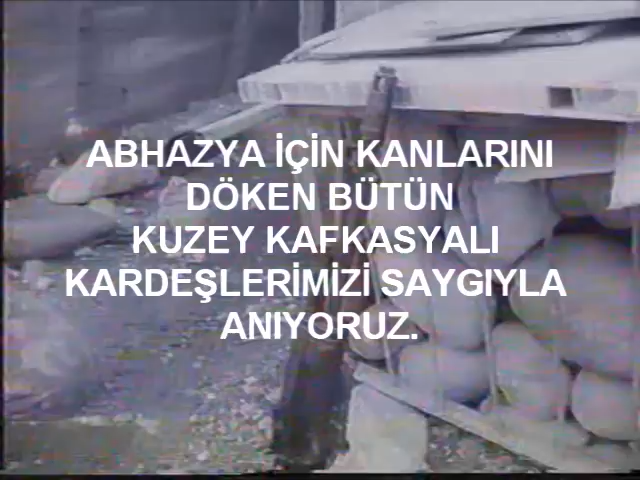 ABHAZYA İÇİN KANLARINI
DÖKEN BÜTÜN
KUZEY KAFKASYALI
KARDEŞLERİMİZİ SAYGIYLA
ANIYORUZ.